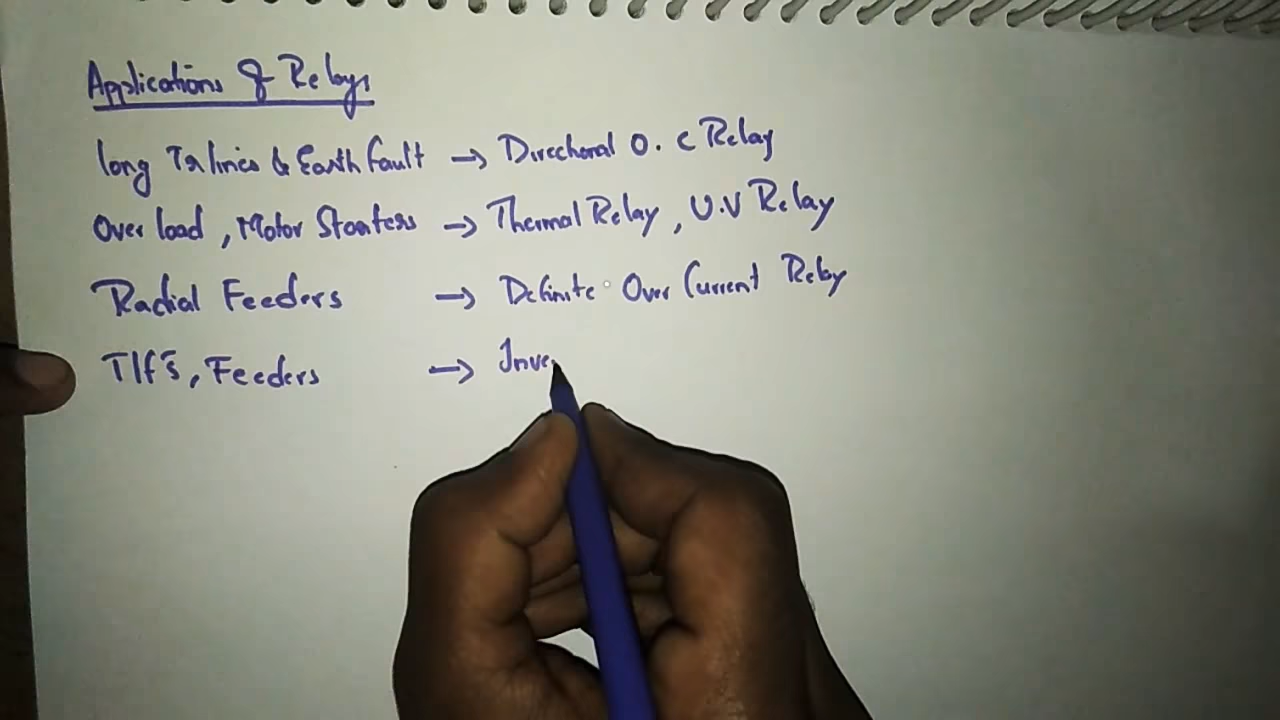 Applications of Relays
long Tx lines & Earth fault → Directional O.C Relay
Over load, Motor Starters → Thermal Relay, U.V Relay
Radial Feeders → Definite Over Current Relay
T/f's, Feeders → Inve